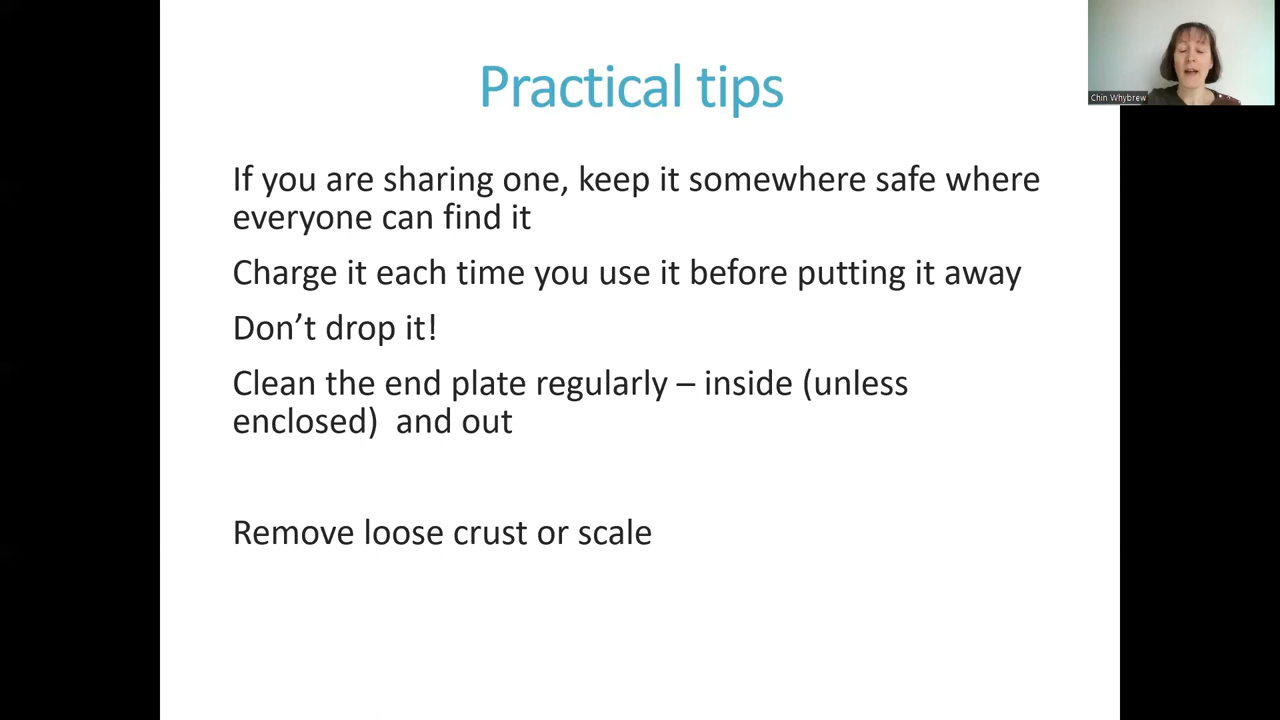 Practical tips
Chin Whybrew
If you are sharing one, keep it somewhere safe where
everyone can find it
Charge it each time you use it before putting it away
Don’t drop it!
Clean the end plate regularly – inside (unless
enclosed)  and out
Remove loose crust or scale